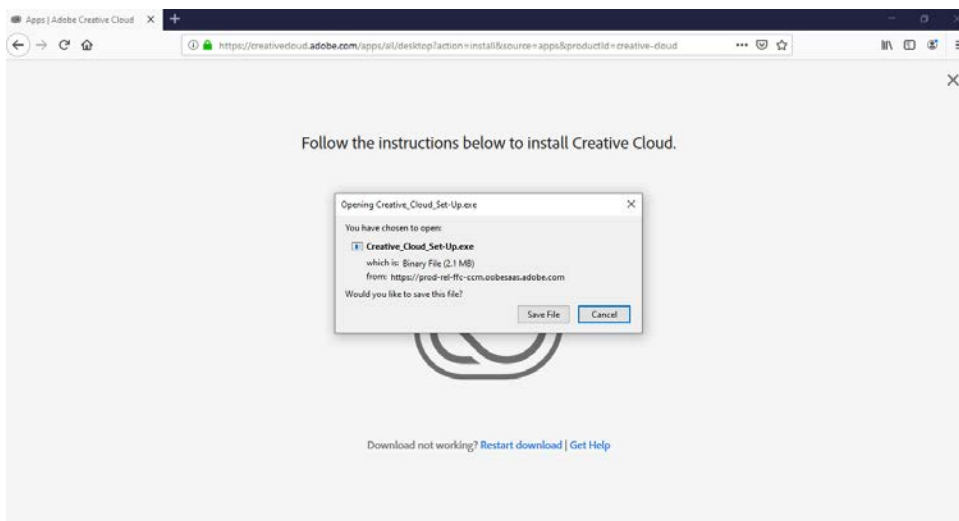 Apps | Adobe Creative Cloud
https://creativecloud.adobe.com/apps/all/desktop?action=install&source=apps&productId=creative-cloud
Follow the instructions below to install Creative Cloud.
Opening Creative_Cloud_Set-Up.exe
You have chosen to open:
Creative_Cloud_Set-Up.exe
which is: Binary File (2.1 MB)
from: https://prod-rel-ffc-ccm.oobesaas.adobe.com
Would you like to save this file?
Save File Cancel
Download not working? Restart download | Get Help